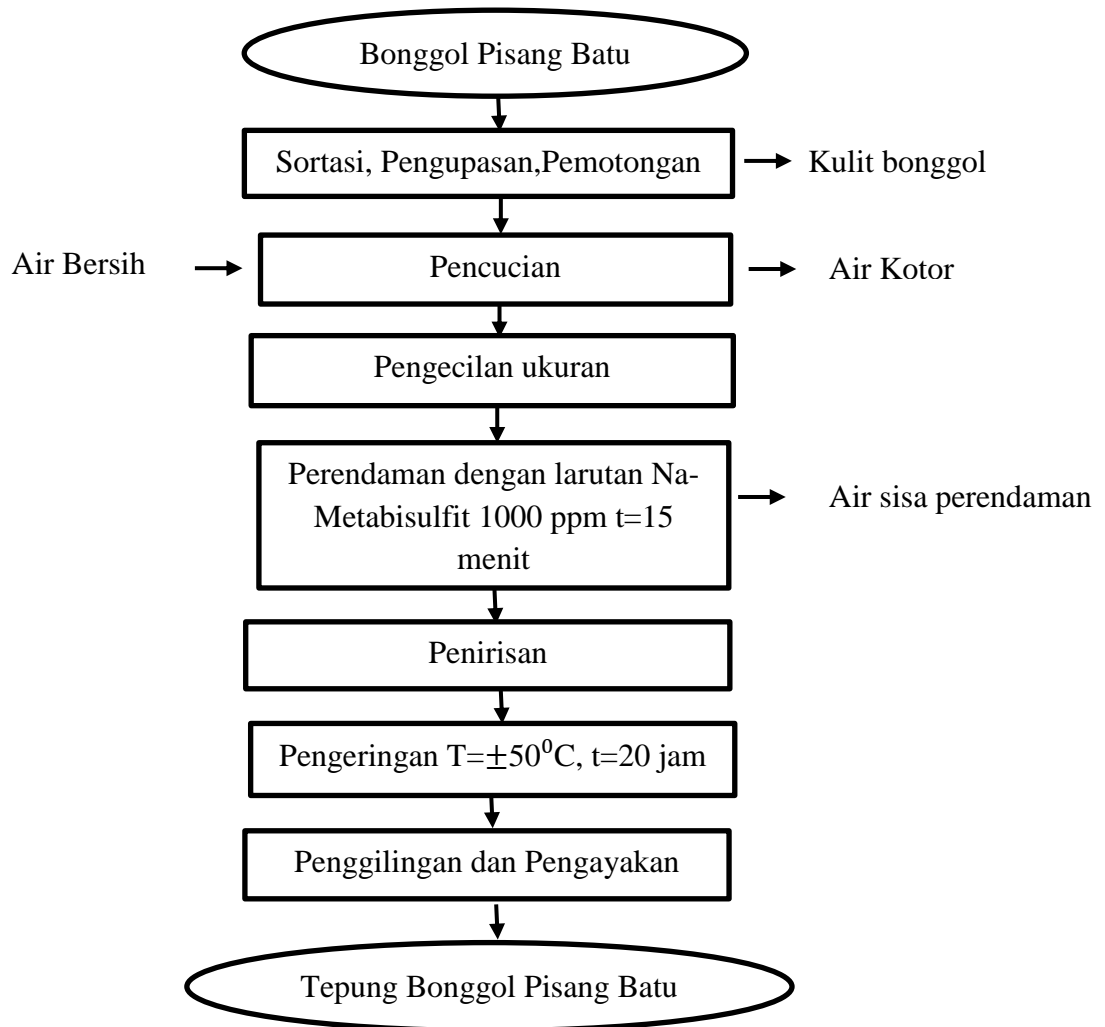 Bonggol Pisang Batu
Sortasi, Pengupasan,Pemotongan
Kulit bonggol
Air Bersih
Pencucian
Air Kotor
Pengecilan ukuran
Perendaman dengan larutan Na-
Metabisulfit 1000 ppm t=15
menit
Air sisa perendaman
Penirisan
Pengeringan T=±50⁰C, t=20 jam
Penggilingan dan Pengayakan
Tepung Bonggol Pisang Batu